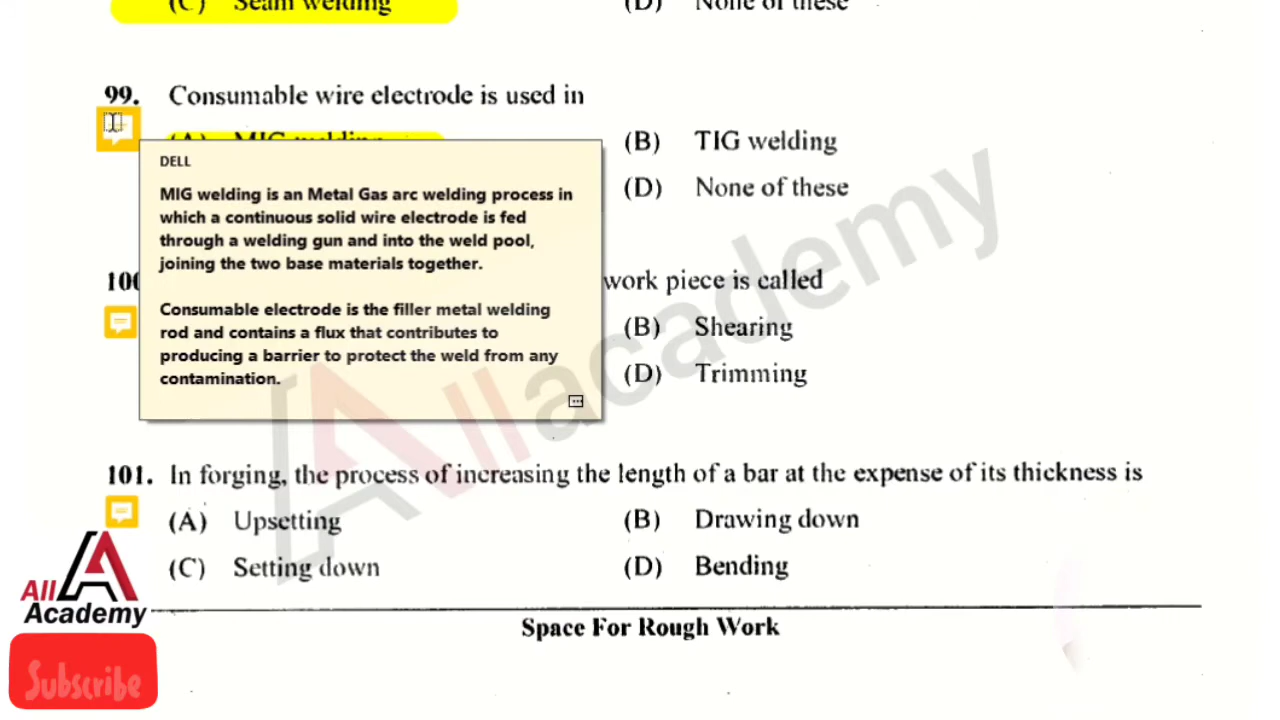 (C) Seam welding (D) None of these
99. Consumable wire electrode is used in
(A) MIG welding (B) TIG welding
(D) None of these
DELL
MIG welding is an Metal Gas arc welding process in
which a continuous solid wire electrode is fed
through a welding gun and into the weld pool,
joining the two base materials together.
Consumable electrode is the filler metal welding
rod and contains a flux that contributes to
producing a barrier to protect the weld from any
contamination.
work piece is called
(B) Shearing
(D) Trimming
101. In forging, the process of increasing the length of a bar at the expense of its thickness is
(A) Upsetting (B) Drawing down
(C) Setting down (D) Bending
Space For Rough Work
All academy
All
Academy
Subscribe